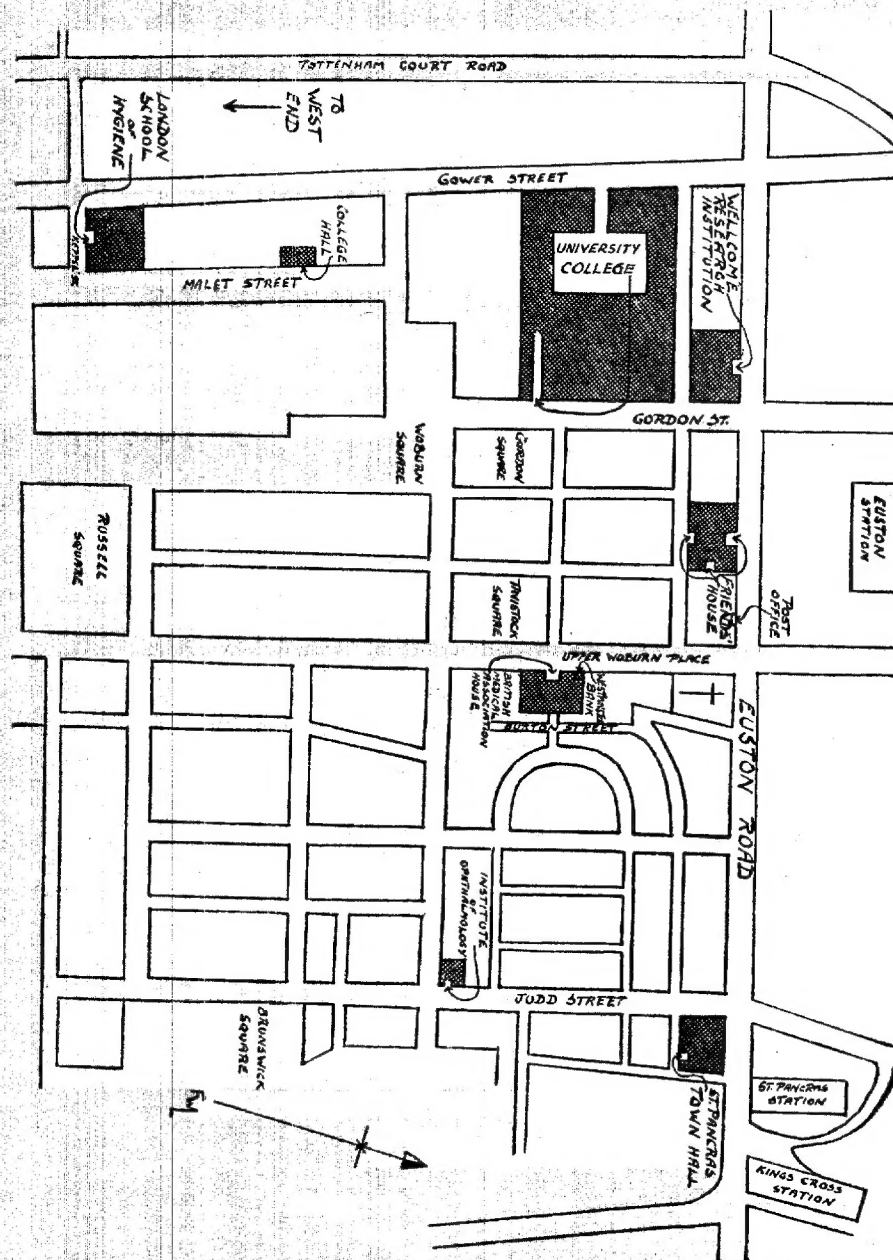 TOTTENHAM COURT ROAD
TO
WEST
END
LONDON
SCHOOL
OF
HYGIENE
GOWER STREET
COLLEGE
HALL
MALET STREET
UNIVERSITY
COLLEGE
WELLCOME
RESEARCH
INSTITUTION
GORDON ST.
WOBURN
SQUARE
GORDON
SQUARE
EUSTON
STATION
RUSSELL
SQUARE
TAVISTOCK
SQUARE
FRIENDS'
HOUSE
POST
OFFICE
UPPER WOBURN PLACE
BRITISH
MEDICAL
ASSOCIATION
HOUSE
BANK
BURTON STREET
EUSTON ROAD
INSTITUTE
OF
OPHTHALMOLOGY
JUDD STREET
BRUNSWICK
SQUARE
ST. PANCRAS
TOWN HALL
ST. PANCRAS
STATION
KINGS CROSS
STATION